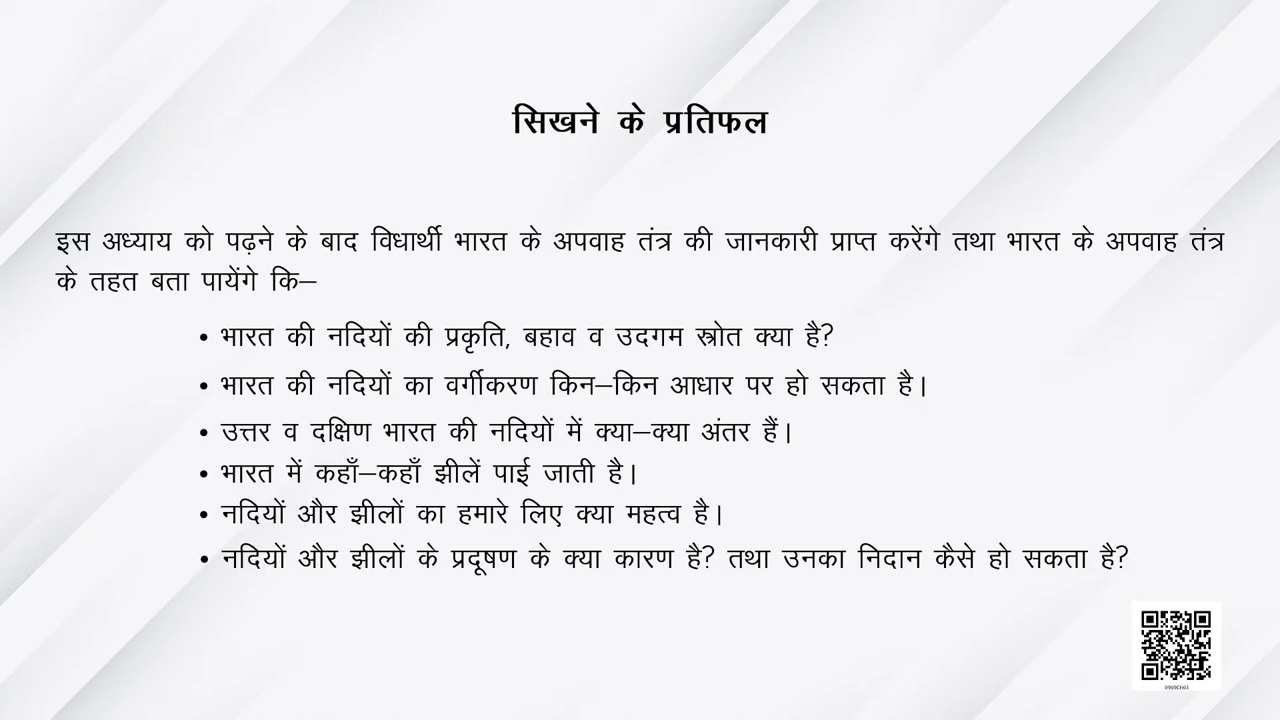 सिखने के प्रतिफल
इस अध्याय को पढ़ने के बाद विधार्थी भारत के अपवाह तंत्र की जानकारी प्राप्त करेंगे तथा भारत के अपवाह तंत्र
के तहत बता पायेंगे कि–
• भारत की नदियों की प्रकृति, बहाव व उदगम स्त्रोत क्या है?
• भारत की नदियों का वर्गीकरण किन–किन आधार पर हो सकता है।
• उत्तर व दक्षिण भारत की नदियों में क्या–क्या अंतर हैं।
• भारत में कहाँ–कहाँ झीलें पाई जाती है।
• नदियों और झीलों का हमारे लिए क्या महत्व है।
• नदियों और झीलों के प्रदूषण के क्या कारण है? तथा उनका निदान कैसे हो सकता है?
0969CH03